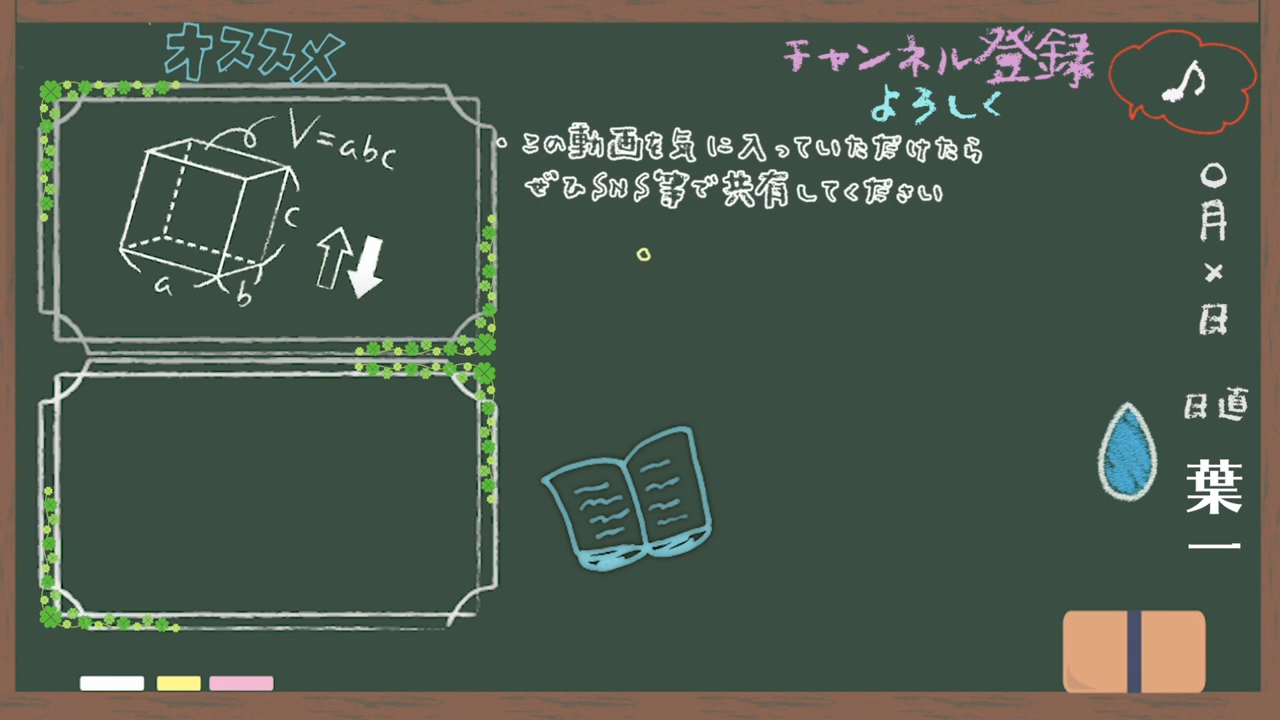 オススメ
チャンネル登録
よろしく
・この動画を気に入っていただけたら
ぜひSNS等で共有してください
V=abc
c
a
b
〇月×日
日直
葉一